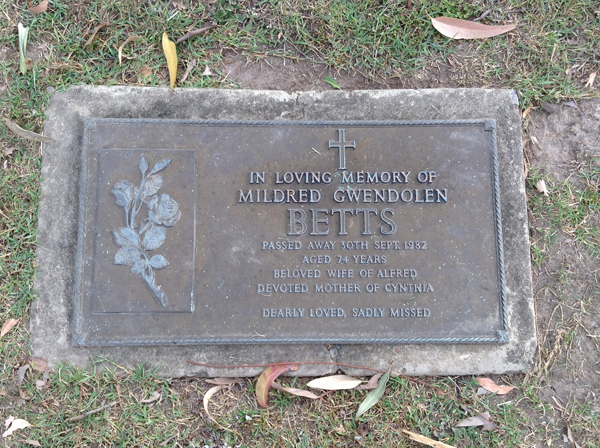 IN LOVING MEMORY OF
MILDRED GWENDOLEN
BETTS
PASSED AWAY 30TH SEPT. 1982
AGED 74 YEARS
BELOVED WIFE OF ALFRED
DEVOTED MOTHER OF CYNTHIA
DEARLY LOVED, SADLY MISSED